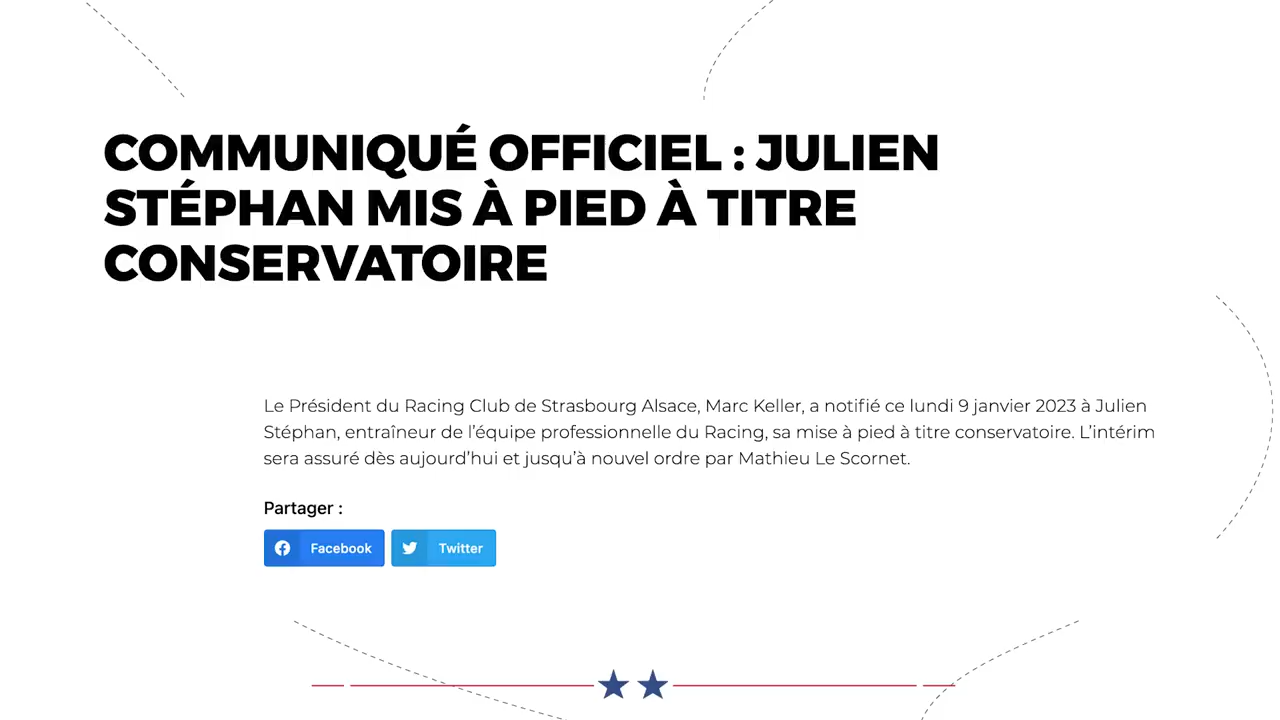 COMMUNIQUÉ OFFICIEL : JULIEN
STÉPHAN MIS À PIED À TITRE
CONSERVATOIRE
Le Président du Racing Club de Strasbourg Alsace, Marc Keller, a notifié ce lundi 9 janvier 2023 à Julien
Stéphan, entraîneur de l'équipe professionnelle du Racing, sa mise à pied à titre conservatoire. L'intérim
sera assuré dès aujourd'hui et jusqu'à nouvel ordre par Mathieu Le Scornet.
Partager :
Facebook Twitter